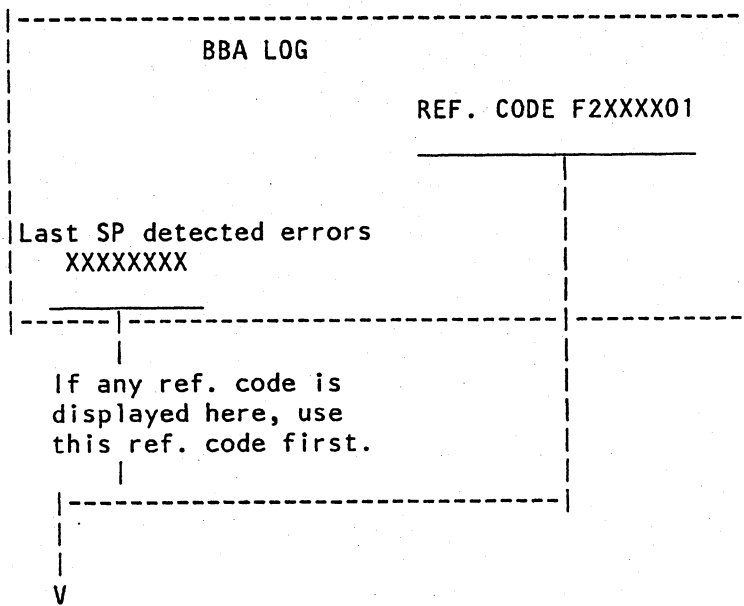 BBA LOG
REF. CODE F2XXXX01
Last SP detected errors
XXXXXXXX
If any ref. code is
displayed here, use
this ref. code first.
V